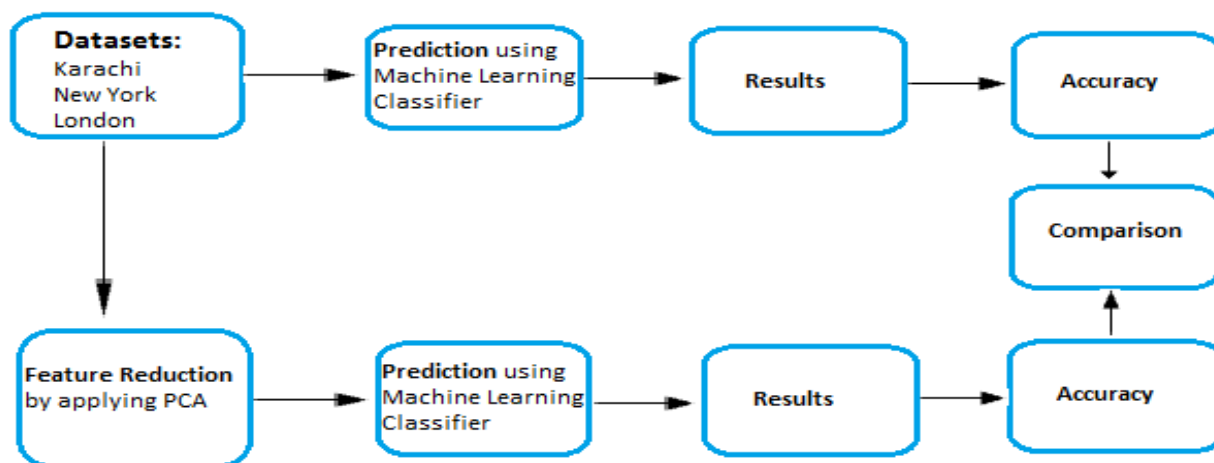 Datasets:
Karachi
New York
London
Prediction using
Machine Learning
Classifier
Results
Accuracy
Comparison
Feature Reduction
by applying PCA
Prediction using
Machine Learning
Classifier
Results
Accuracy